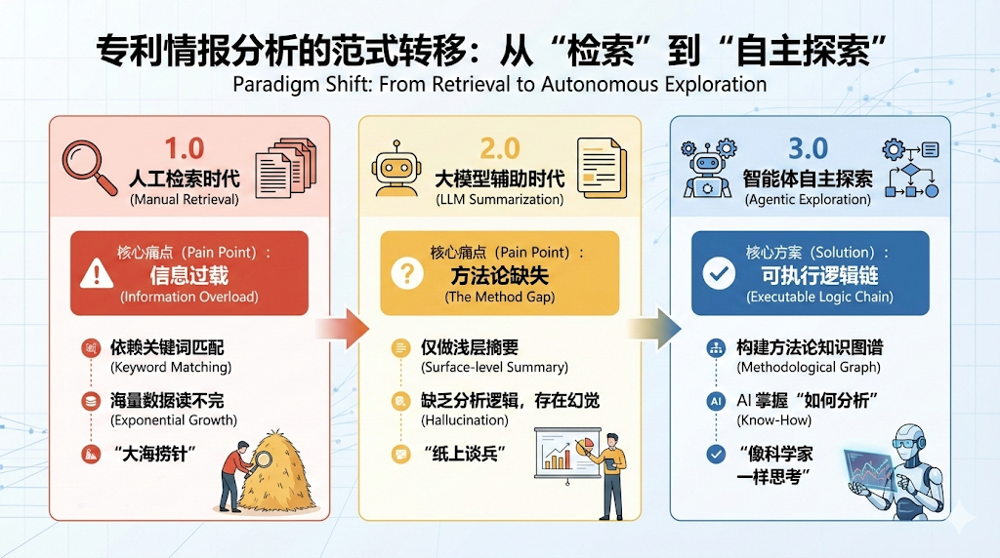 专利情报分析的范式转移：从“检索”到“自主探索”
Paradigm Shift: From Retrieval to Autonomous Exploration
1.0
人工检索时代
(Manual Retrieval)
核心痛点（Pain Point）：
信息过载
(Information Overload)
依赖关键词匹配
(Keyword Matching)
海量数据读不完
(Exponential Growth)
“大海捞针”
2.0
大模型辅助时代
(LLM Summarization)
核心痛点（Pain Point）：
?
方法论缺失
(The Method Gap)
仅做浅层摘要
(Surface-level Summary)
缺乏分析逻辑，存在幻觉
(Hallucination)
“纸上谈兵”
3.0
智能体自主探索
(Agentic Exploration)
核心方案（Solution）：
可执行逻辑链
(Executable Logic Chain)
构建方法论知识图谱
(Methodological Graph)
AI
AI 掌握“如何分析”
(Know-How)
“像科学家
一样思考”